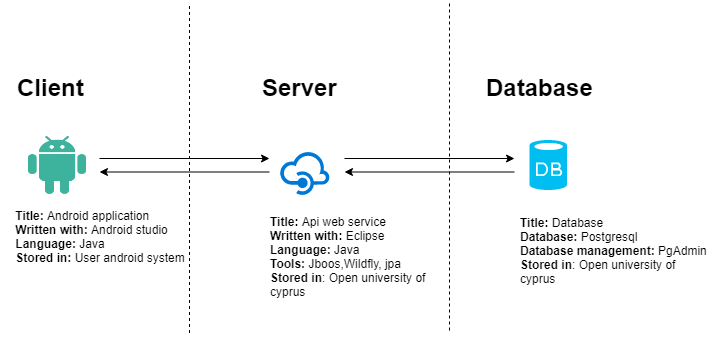 Client
Server
Database
DB
Title: Android application
Written with: Android studio
Language: Java
Stored in: User android system
Title: Api web service
Written with: Eclipse
Language: Java
Tools: Jboos,Wildfly, jpa
Stored in: Open university of
cyprus
Title: Database
Database: Postgresql
Database management: PgAdmin
Stored in: Open university of
cyprus